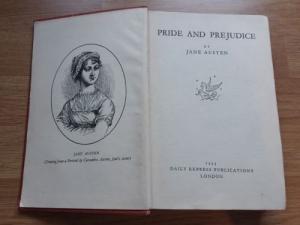 JANE AUSTEN
(Drawing from a Portrait by Cassandra Austen, Jane's sister)
PRIDE AND PREJUDICE
BY
JANE AUSTEN
1933
DAILY EXPRESS PUBLICATIONS
LONDON